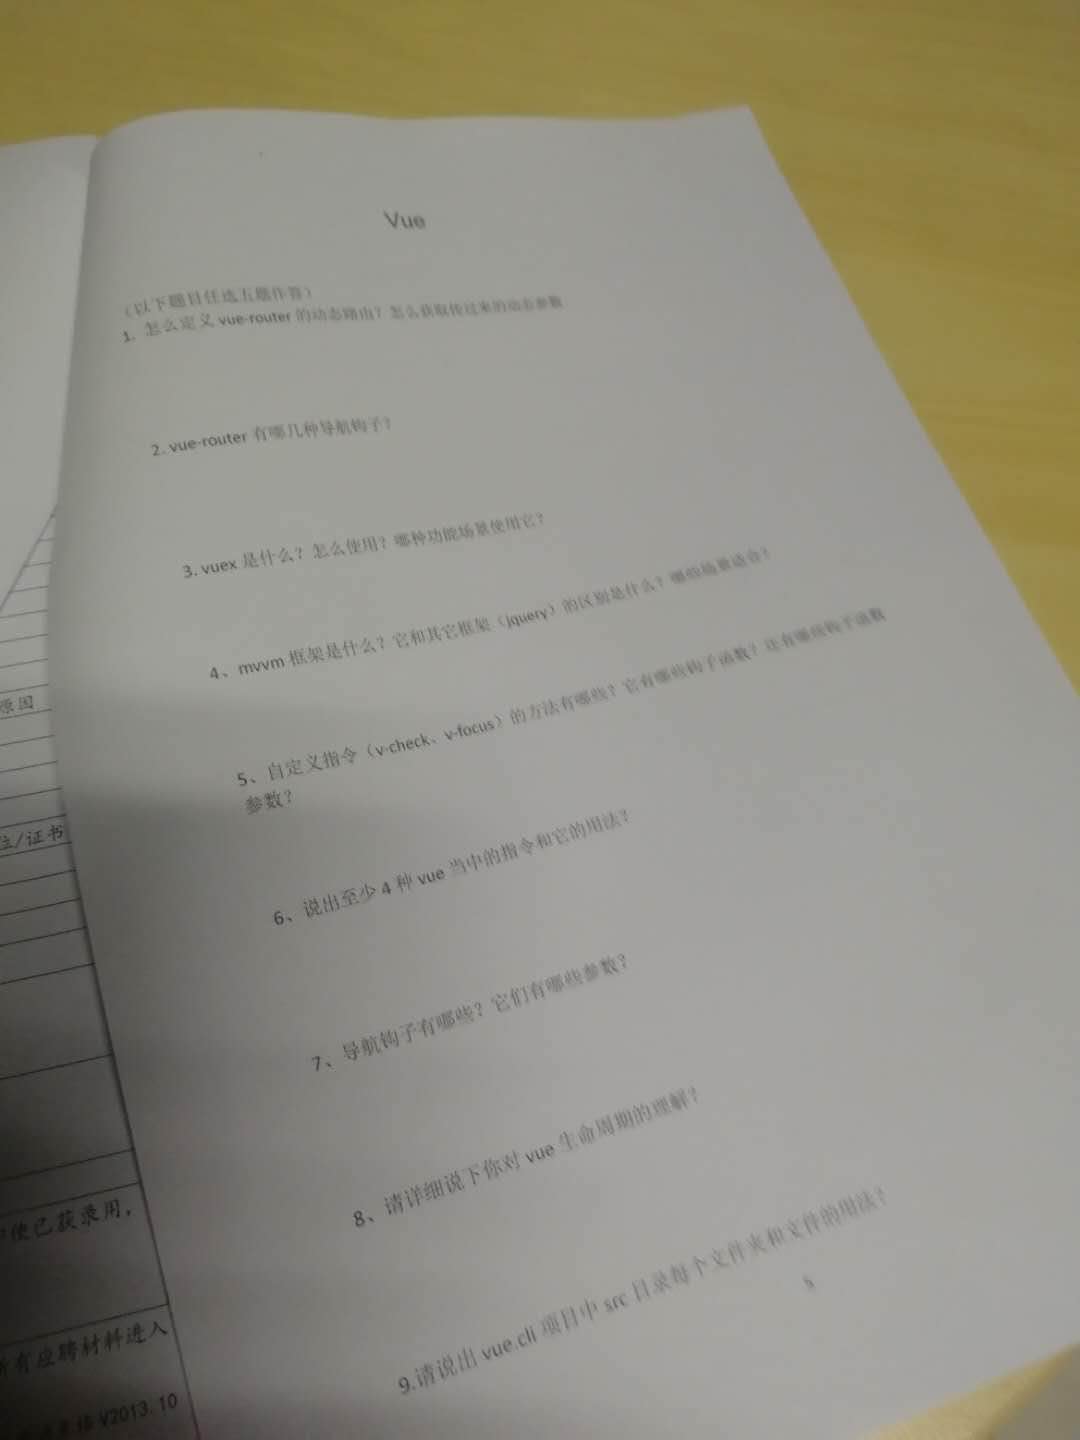 Vue
（以下题目任选五题作答）
1. 怎么定义 vue-router 的动态路由？怎么获取传过来的动态参数
2. vue-router 有哪几种导航钩子？
3. vuex 是什么？怎么使用？哪种功能场景使用它？
4、mvvm 框架是什么？它和其它框架（jquery）的区别是什么？哪些场景适合？
5、自定义指令（v-check、v-focus）的方法有哪些？它有哪些钩子函数？还有哪些钩子函数
参数？
6、说出至少 4 种 vue 当中的指令和它的用法？
7、导航钩子有哪些？它们有哪些参数？
8、请详细说下你对 vue 生命周期的理解？
9.请说出 vue.cli 项目中 src 目录每个文件夹和文件的用法？
原因
位/证书
使已获录用，
所有应聘材料进入
V2013.10